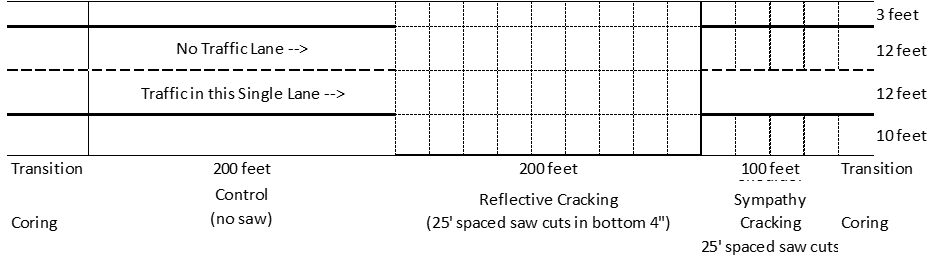 3 feet
No Traffic Lane -->
12 feet
Traffic in this Single Lane -->
12 feet
10 feet
Transition
200 feet
200 feet
100 feet
Transition
Control
(no saw)
Reflective Cracking
(25' spaced saw cuts in bottom 4")
Sympathy
Cracking
25' spaced saw cuts
Coring
Coring